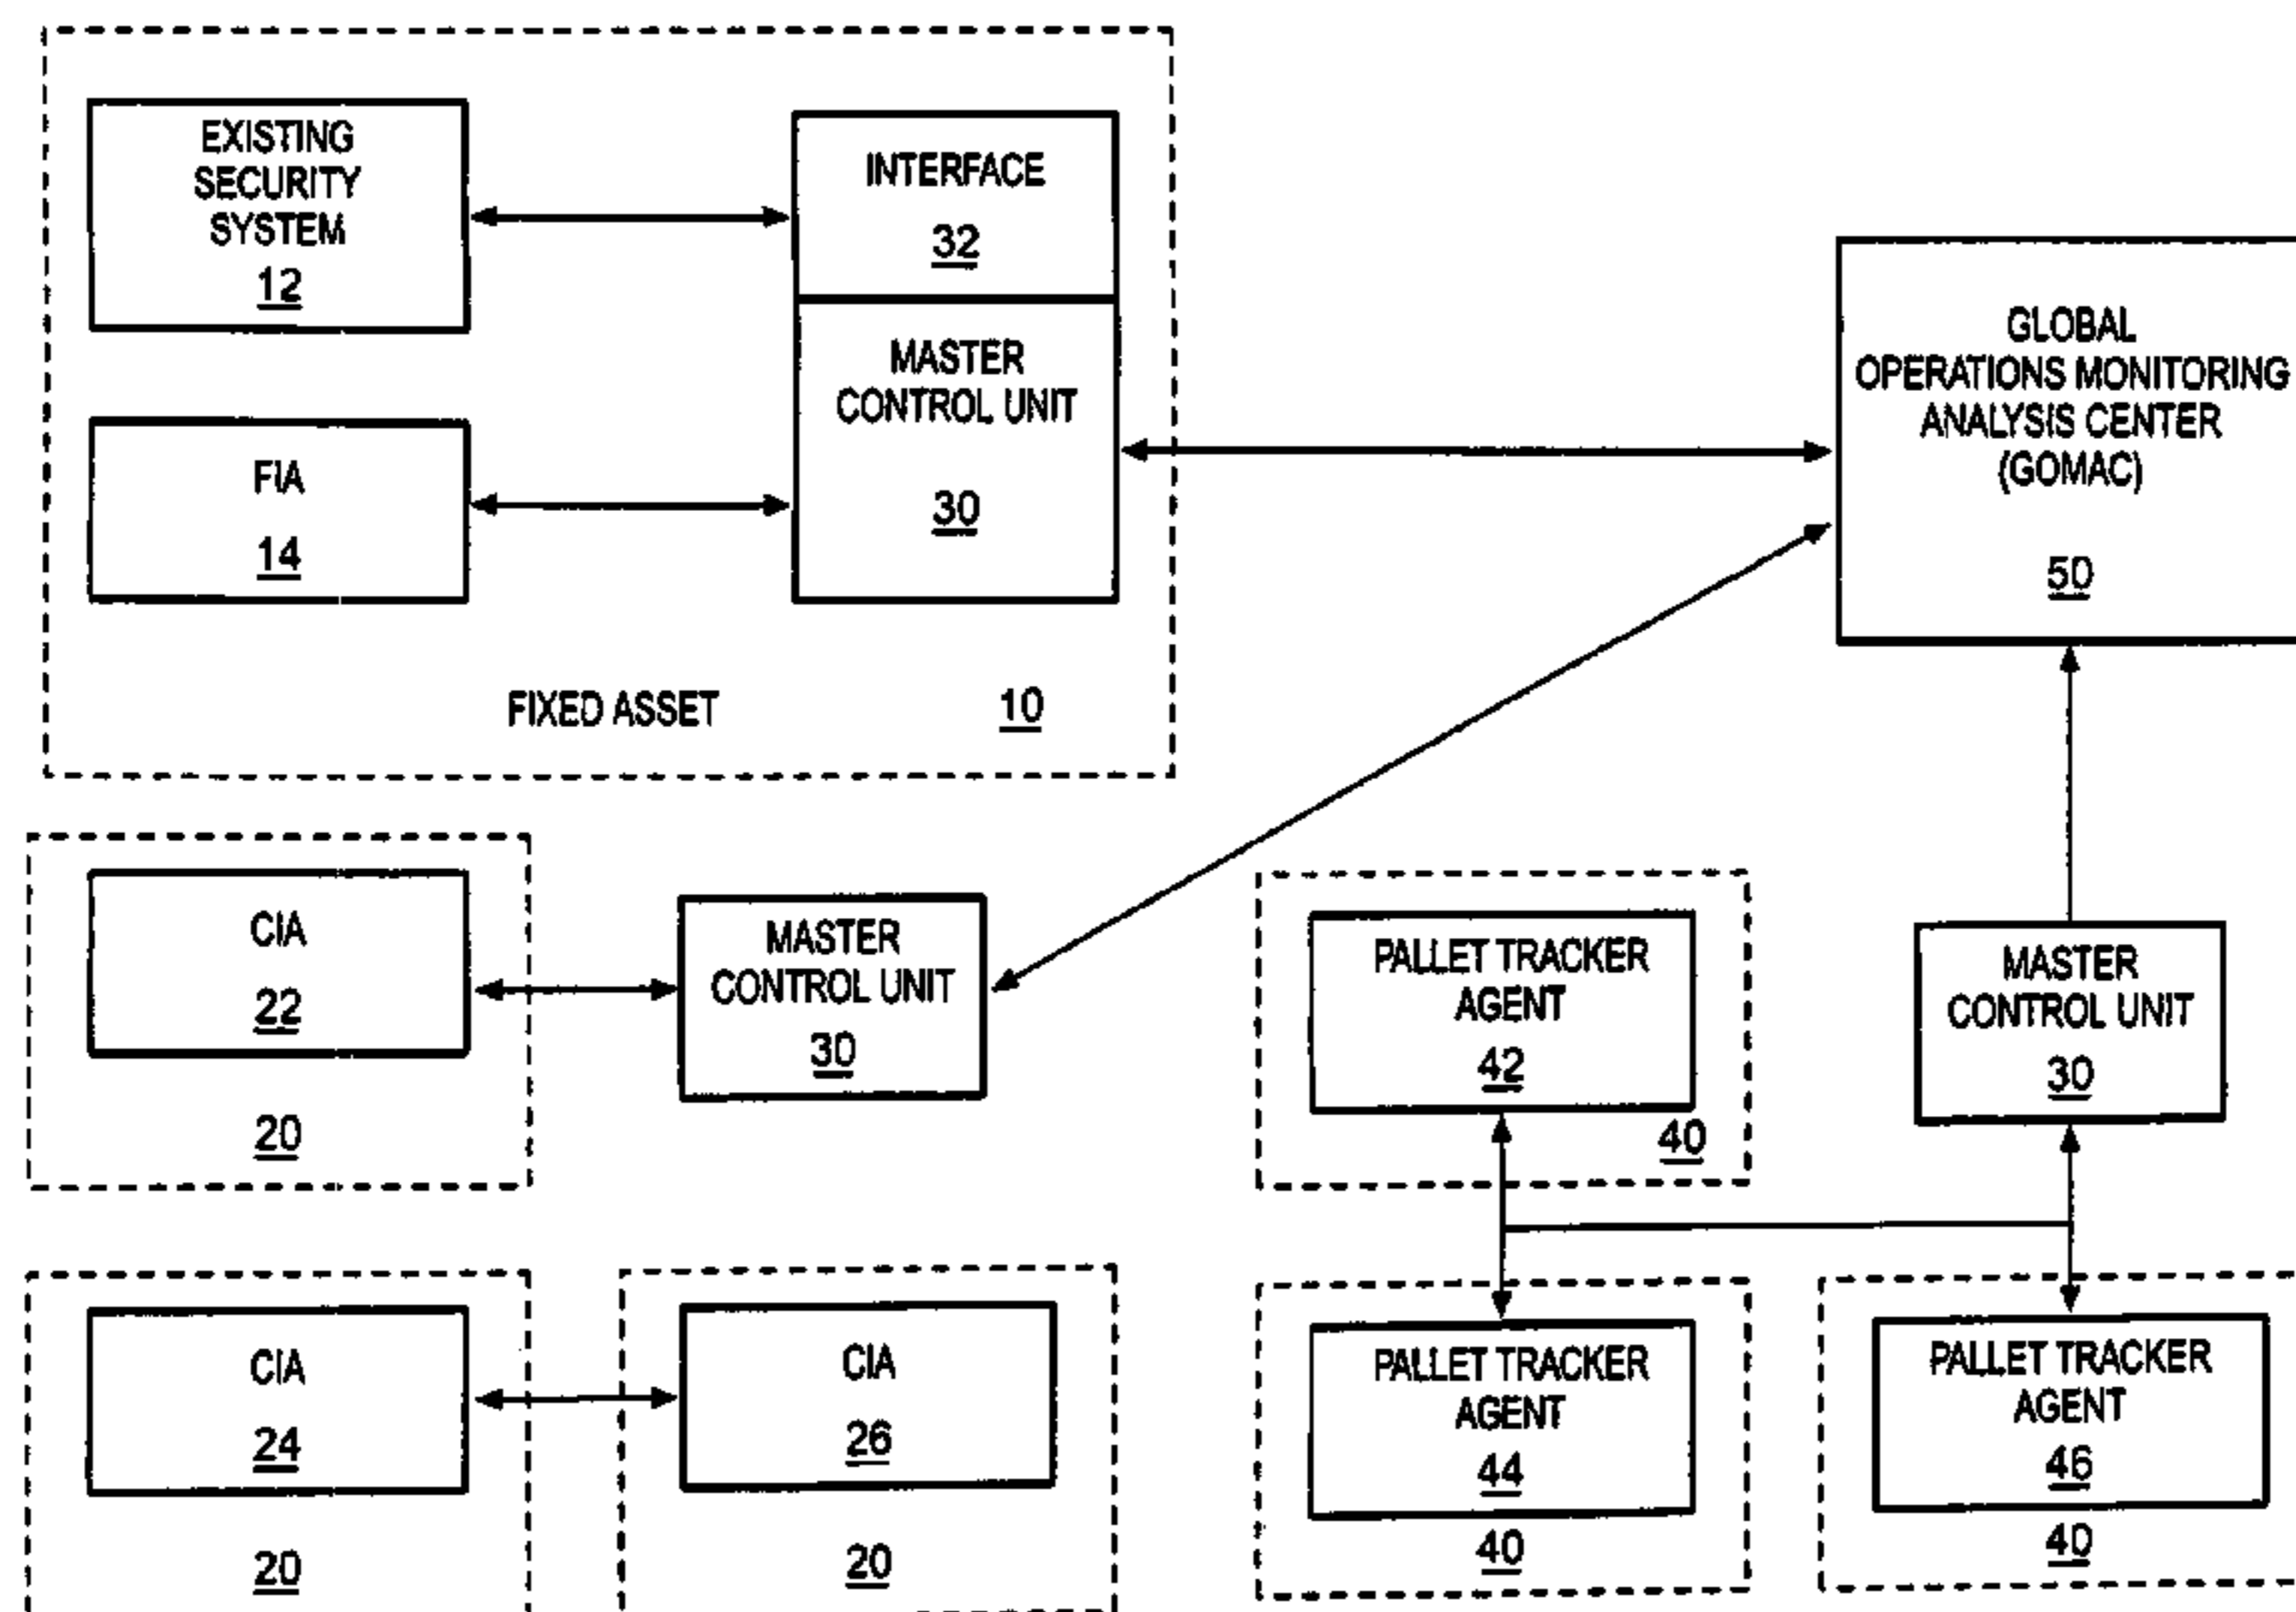 EXISTING
SECURITY
SYSTEM
12
INTERFACE
32
MASTER
CONTROL UNIT
30
FIA
14
FIXED ASSET
10
GLOBAL
OPERATIONS MONITORING
ANALYSIS CENTER
(GOMAC)
50
CIA
22
20
MASTER
CONTROL UNIT
30
PALLET TRACKER
AGENT
42
40
MASTER
CONTROL UNIT
30
CIA
24
20
CIA
26
20
PALLET TRACKER
AGENT
44
40
PALLET TRACKER
AGENT
46
40